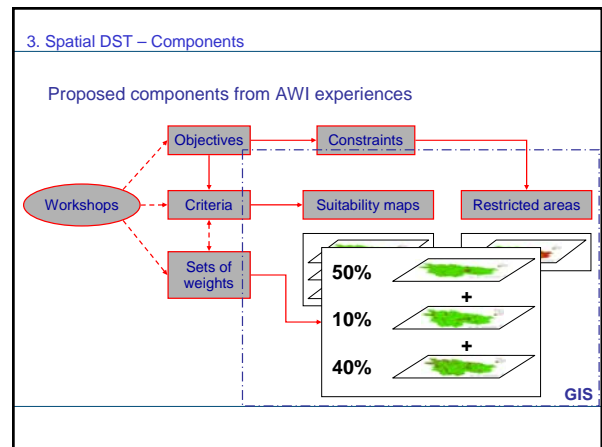 3. Spatial DST – Components
Proposed components from AWI experiences
Objectives
Constraints
Workshops
Criteria
Suitability maps
Restricted areas
Sets of
weights
50%
+
10%
+
40%
GIS